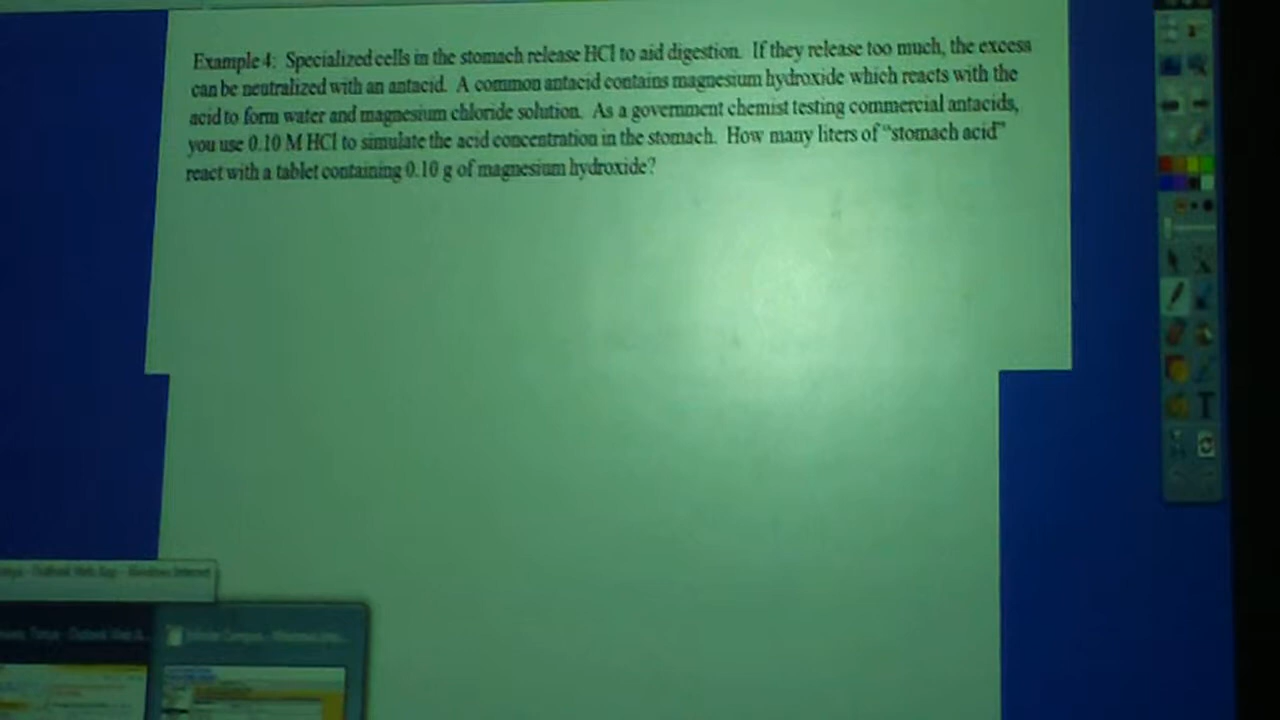 Example 4: Specialized cells in the stomach release HCl to aid digestion. If they release too much, the excess
can be neutralized with an antacid. A common antacid contains magnesium hydroxide which reacts with the
acid to form water and magnesium chloride solution. As a government chemist testing commercial antacids,
you use 0.10 M HCl to simulate the acid concentration in the stomach. How many liters of "stomach acid"
react with a tablet containing 0.10 g of magnesium hydroxide?
T